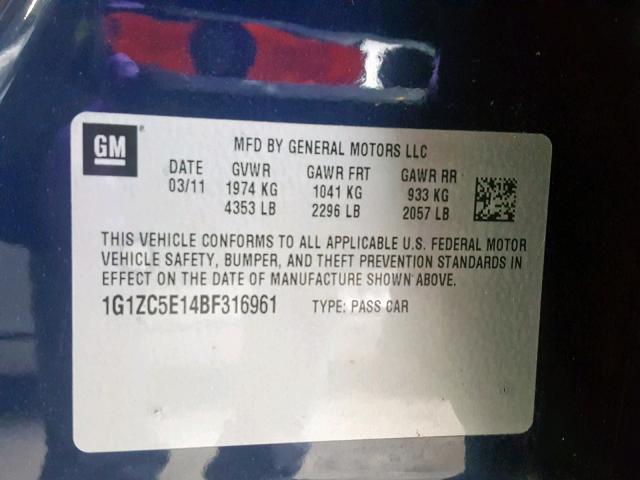 GM
MFD BY GENERAL MOTORS LLC
DATE GVWR GAWR FRT GAWR RR
03/11 1974 KG 1041 KG 933 KG
4353 LB 2296 LB 2057 LB
THIS VEHICLE CONFORMS TO ALL APPLICABLE U.S. FEDERAL MOTOR
VEHICLE SAFETY, BUMPER, AND THEFT PREVENTION STANDARDS IN
EFFECT ON THE DATE OF MANUFACTURE SHOWN ABOVE.
1G1ZC5E14BF316961 TYPE: PASS CAR